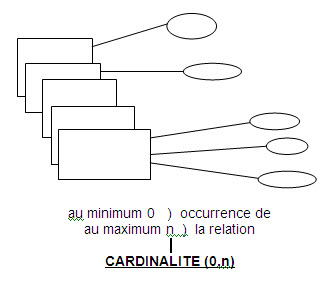 au minimum 0 ) occurrence de
au maximum n ) la relation
CARDINALITE (0,n)